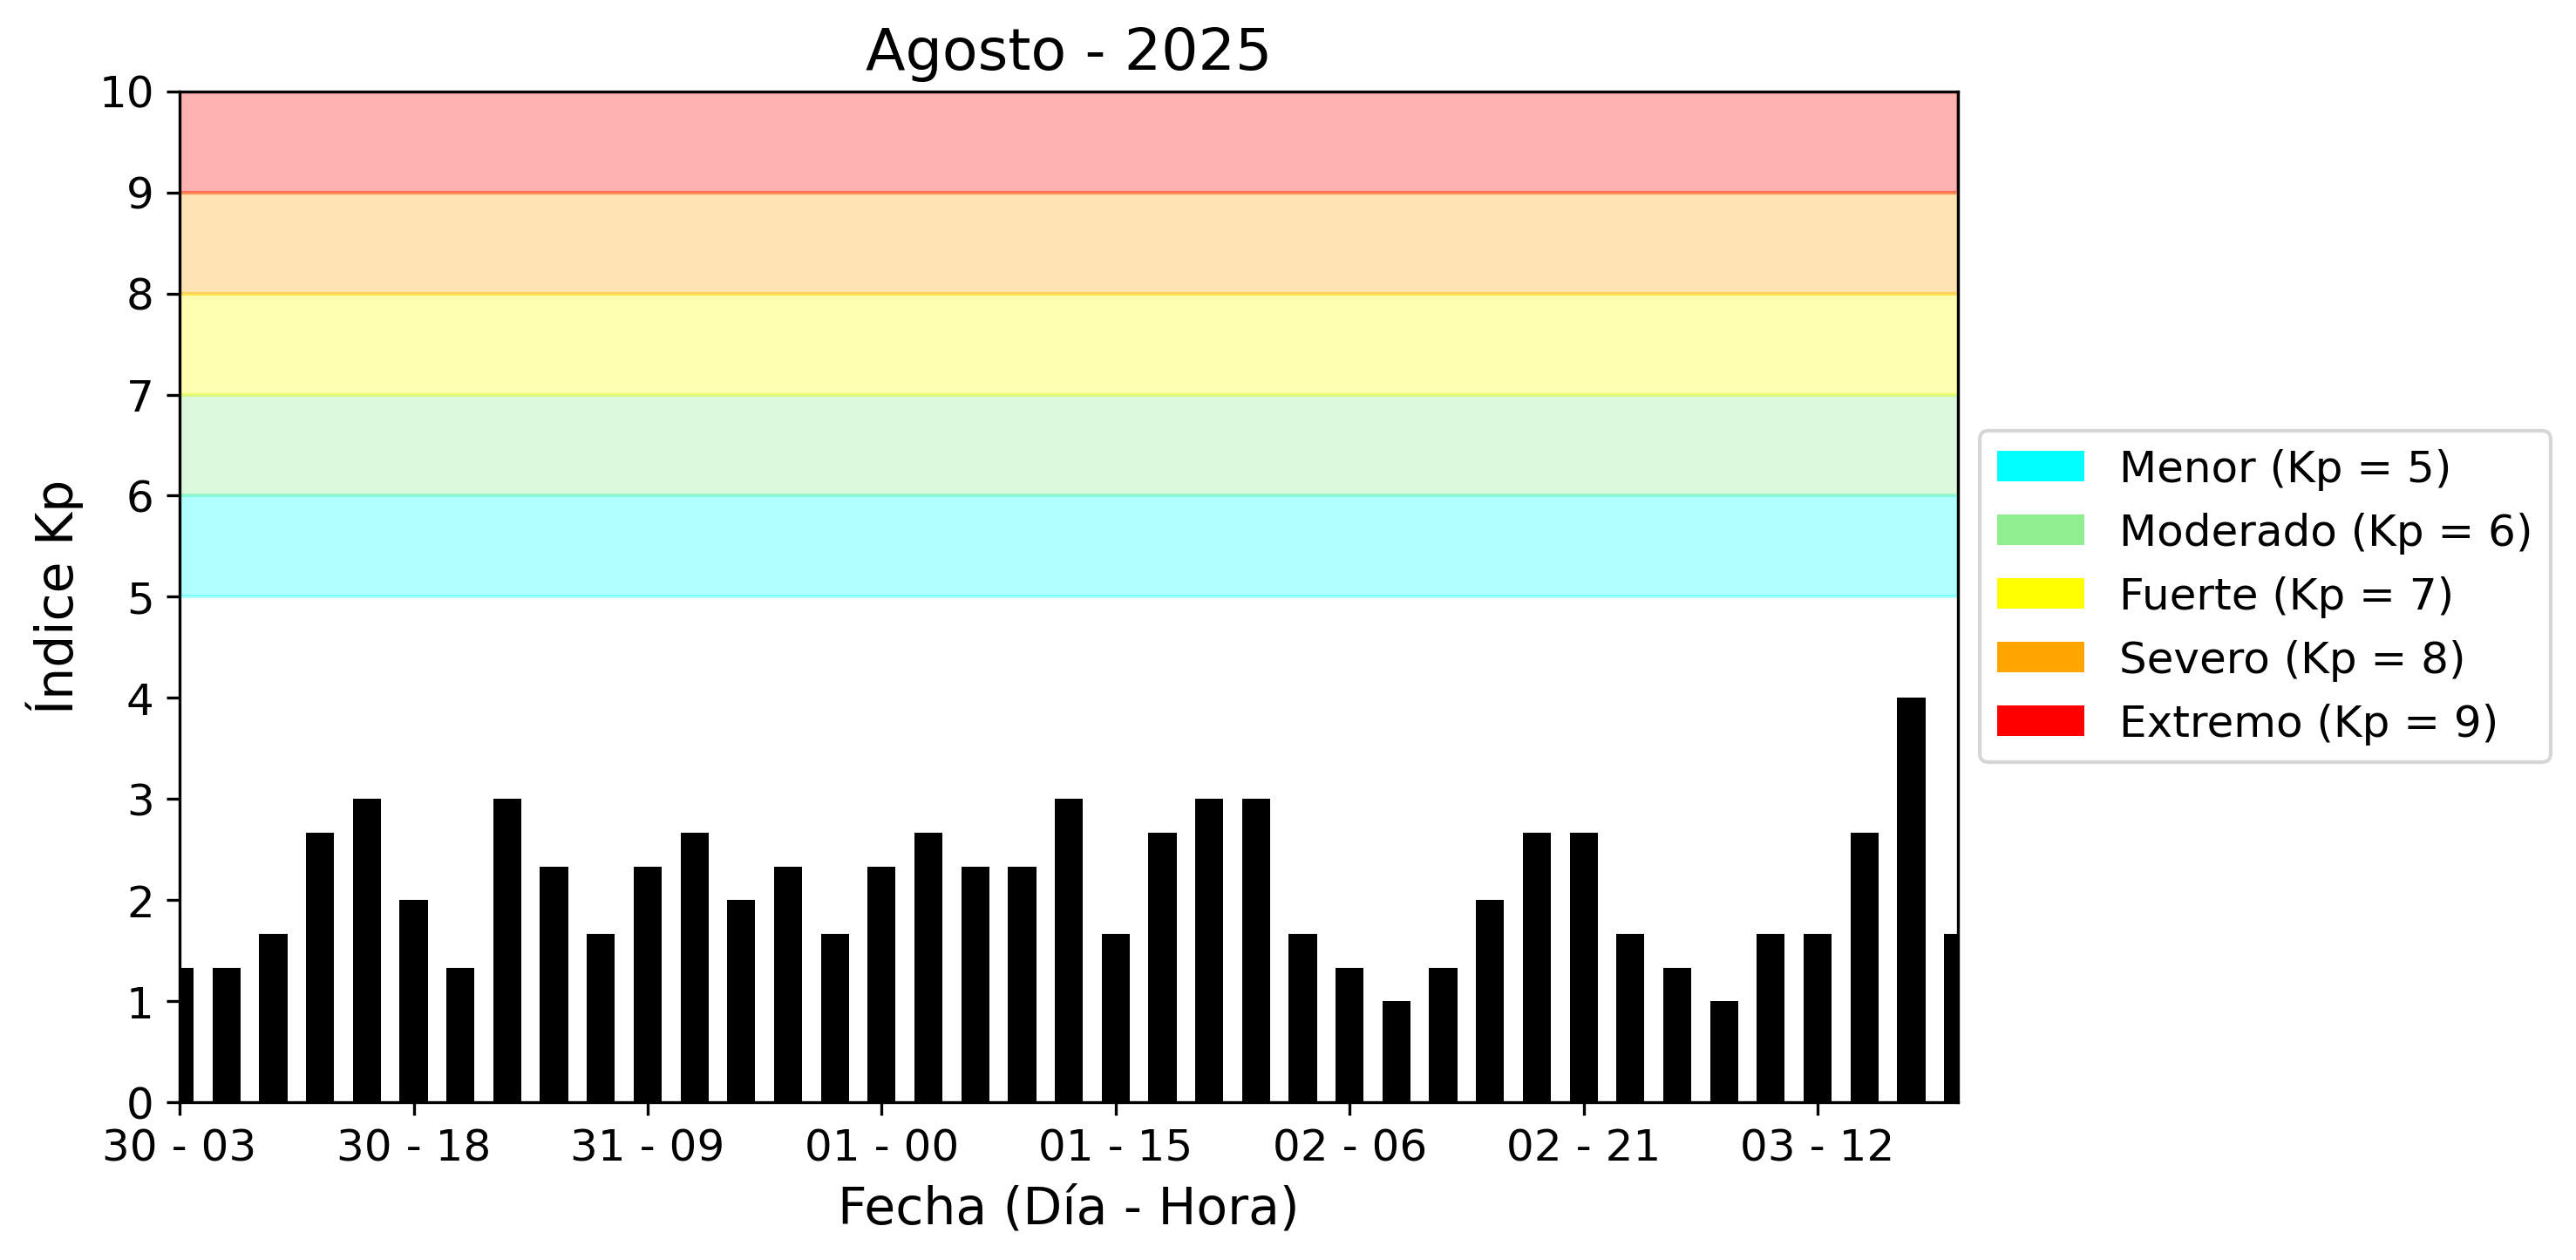 Agosto - 2025
10
9
8
7
6
5
4
3
2
1
0
Índice Kp
30 - 03
30 - 18
31 - 09
01 - 00
01 - 15
02 - 06
02 - 21
03 - 12
Fecha (Día - Hora)
Menor (Kp = 5)
Moderado (Kp = 6)
Fuerte (Kp = 7)
Severo (Kp = 8)
Extremo (Kp = 9)